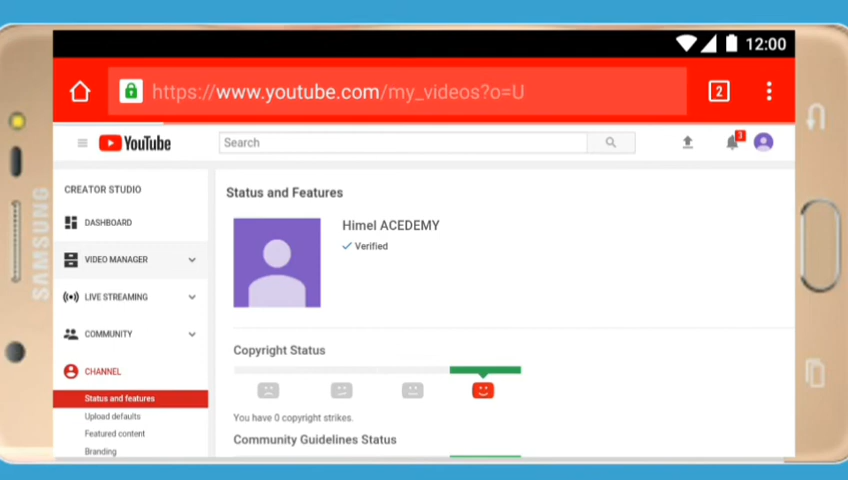 12:00
https://www.youtube.com/my_videos?o=U
2
YouTube
Search
3
CREATOR STUDIO
Status and Features
DASHBOARD
Himel ACEDEMY
Verified
VIDEO MANAGER
LIVE STREAMING
COMMUNITY
Copyright Status
CHANNEL
Status and features
Upload defaults
You have 0 copyright strikes.
Featured content
Community Guidelines Status
Branding
SAMSUNG